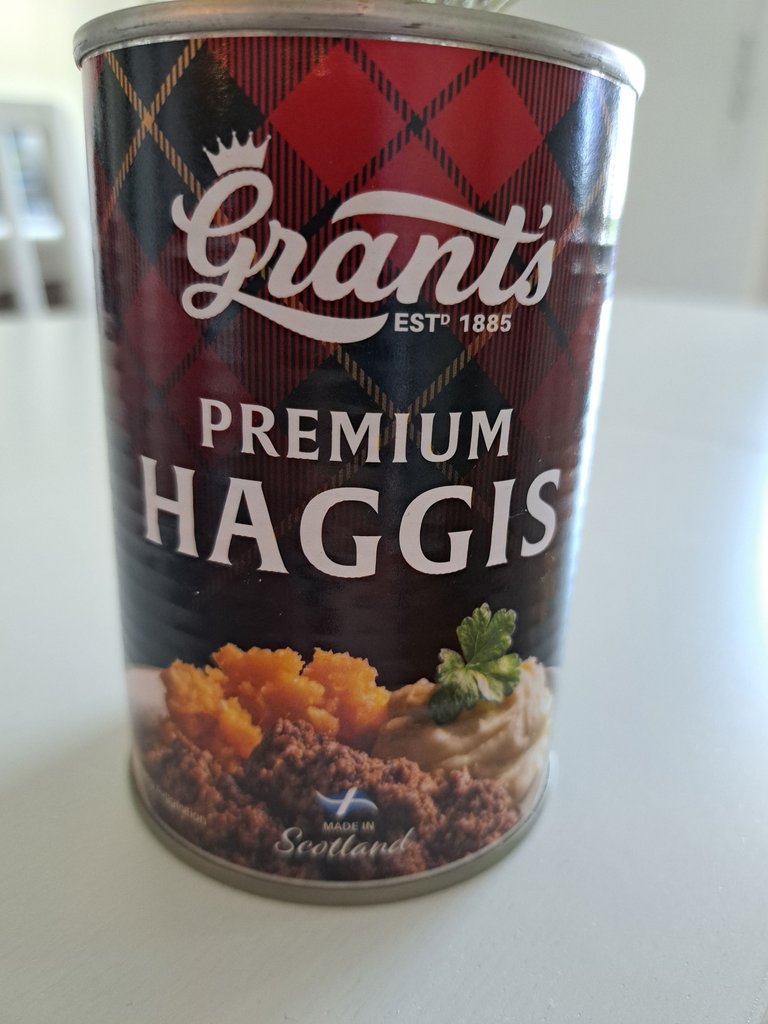 Grant's
ESTD 1885
PREMIUM
HAGGIS
MADE IN
Scotland